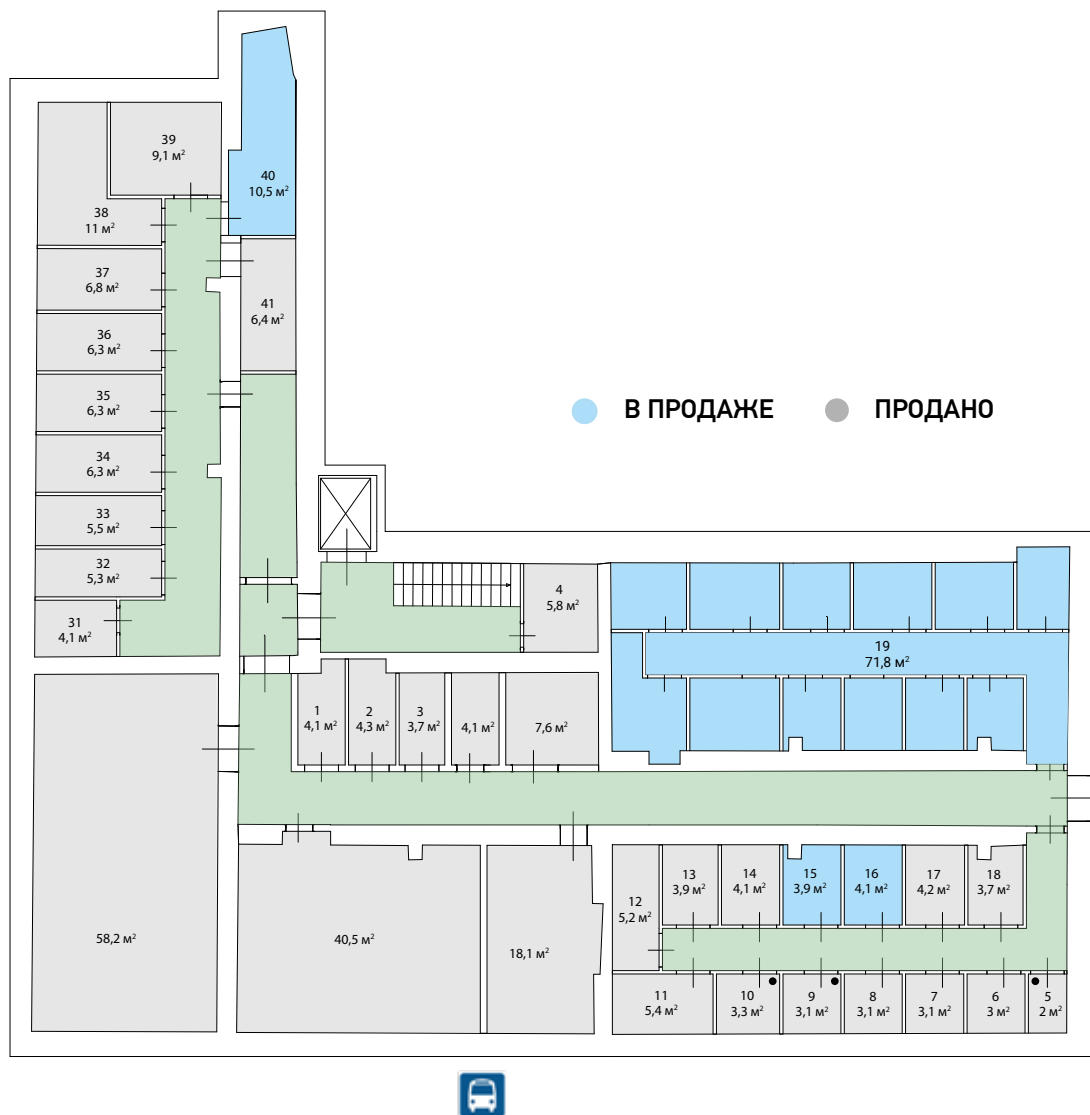 39
9,1 м²
40
10,5 м²
38
11 м²
37
6,8 м²
41
6,4 м²
36
6,3 м²
35
6,3 м²
В ПРОДАЖЕ
ПРОДАНО
34
6,3 м²
33
5,5 м²
32
5,3 м²
4
5,8 м²
31
4,1 м²
19
71,8 м²
1
4,1 м²
2
4,3 м²
3
3,7 м²
4,1 м²
7,6 м²
12
5,2 м²
13
3,9 м²
14
4,1 м²
15
3,9 м²
16
4,1 м²
17
4,2 м²
18
3,7 м²
58,2 м²
40,5 м²
18,1 м²
11
5,4 м²
10
3,3 м²
9
3,1 м²
8
3,1 м²
7
3,1 м²
6
3 м²
5
2 м²